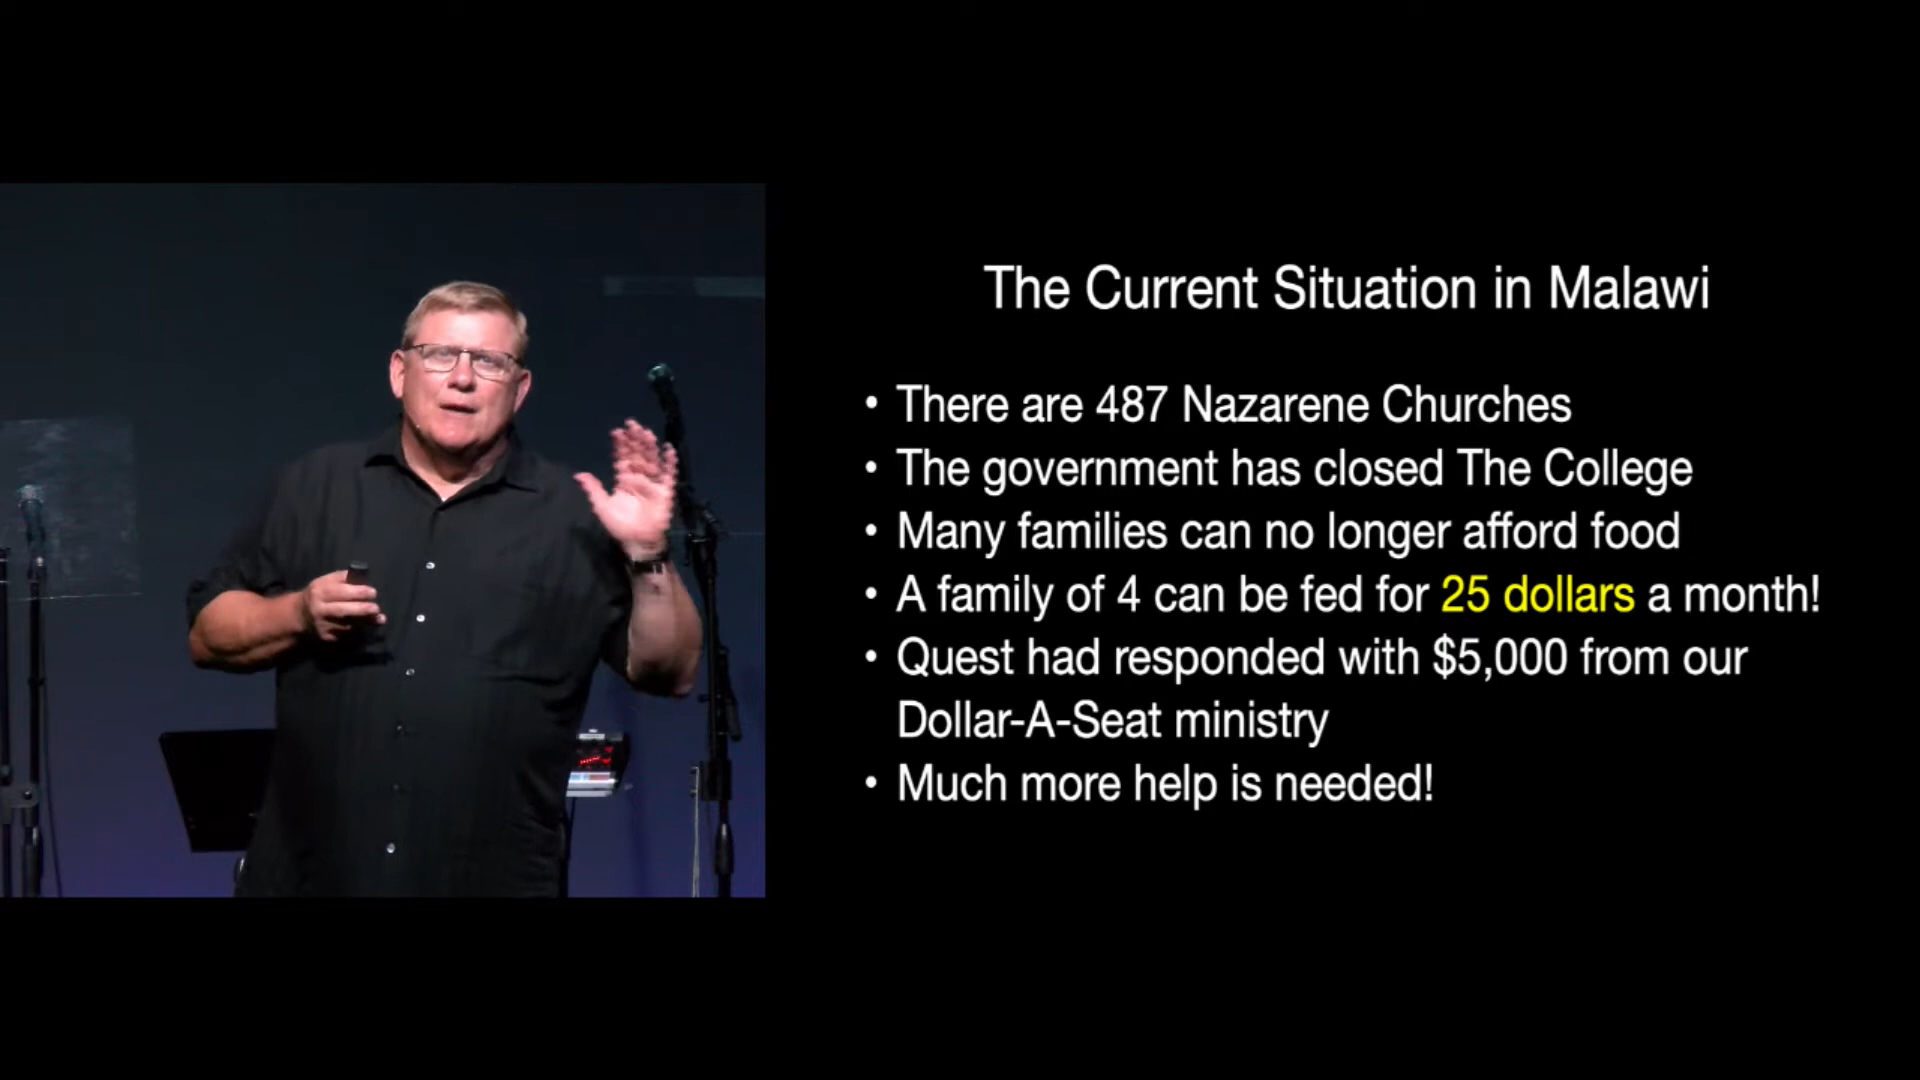 The Current Situation in Malawi
• There are 487 Nazarene Churches
• The government has closed The College
• Many families can no longer afford food
• A family of 4 can be fed for 25 dollars a month!
• Quest had responded with $5,000 from our
Dollar-A-Seat ministry
• Much more help is needed!